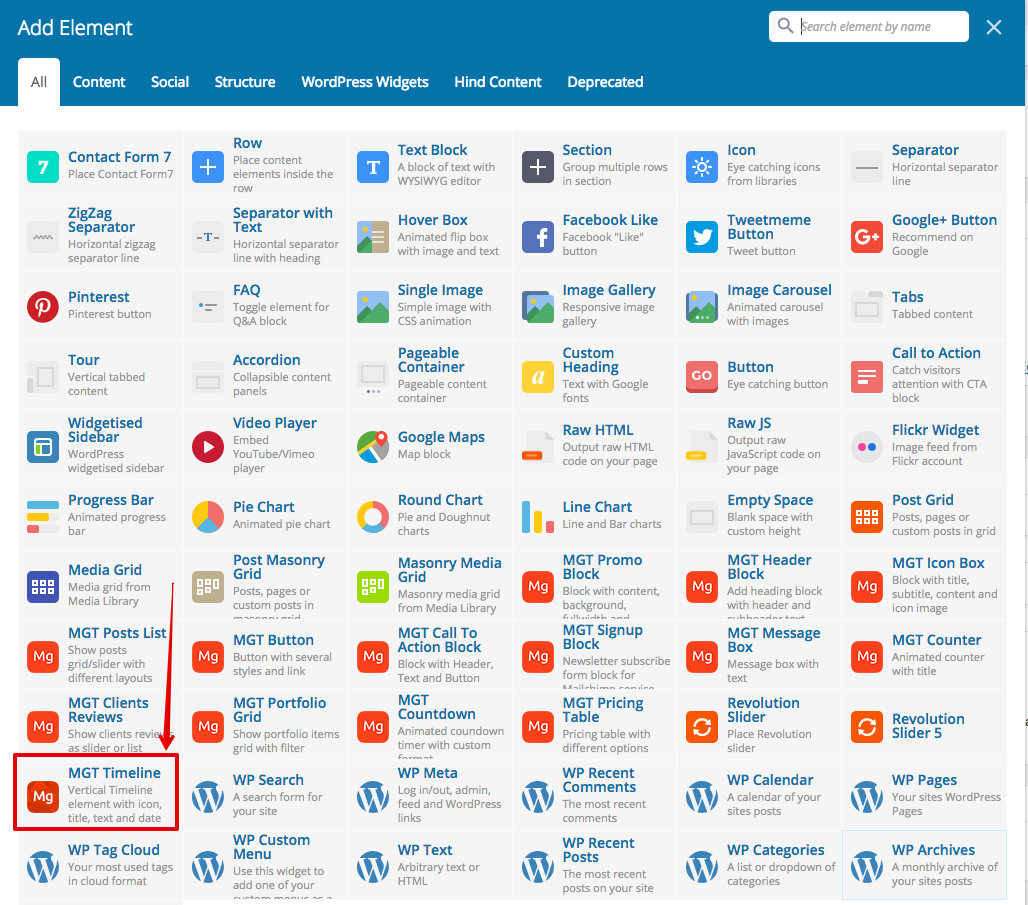 Add Element
Search element by name
All Content Social Structure WordPress Widgets Hind Content Deprecated
7
Contact Form 7
Place Contact Form7
Row
Place content
elements inside the
row
T
Text Block
A block of text with
WYSIWYG editor
Section
Group multiple rows
in section
Icon
Eye catching icons
from libraries
Separator
Horizontal separator
line
ZigZag
Separator
Horizontal zigzag
separator line
-T-
Separator with
Text
Horizontal separator
line with heading
Hover Box
Animated flip box
with image and text
f
Facebook Like
Facebook "Like"
button
Tweetmeme
Button
Tweet button
G+
Google+ Button
Recommend on
Google
Pinterest
Pinterest button
FAQ
Toggle element for
Q&A block
Single Image
Simple image with
CSS animation
Image Gallery
Responsive image
gallery
Image Carousel
Animated carousel
with images
Tabs
Tabbed content
Tour
Vertical tabbed
content
Accordion
Collapsible content
panels
Pageable
Container
Pageable content
container
a
Custom
Heading
Text with Google
fonts
GO
Button
Eye catching button
Call to Action
Catch visitors
attention with CTA
block
Widgetised
Sidebar
WordPress
widgetised sidebar
Video Player
Embed
YouTube/Vimeo
player
Google Maps
Map block
Raw HTML
Output raw HTML
code on your page
Raw JS
Output raw
JavaScript code on
your page
Flickr Widget
Image feed from
Flickr account
Progress Bar
Animated progress
bar
Pie Chart
Animated pie chart
Round Chart
Pie and Doughnut
charts
Line Chart
Line and Bar charts
Empty Space
Blank space with
custom height
Post Grid
Posts, pages or
custom posts in grid
Media Grid
Media grid from
Media Library
Post Masonry
Grid
Posts, pages or
custom posts in
masonry grid
Masonry Media
Grid
Masonry media grid
from Media Library
Mg
MGT Promo
Block
Block with content,
background,
fullwidth and
Mg
MGT Header
Block
Add heading block
with header and
subheader text
Mg
MGT Icon Box
Block with title,
subtitle, content and
icon image
Mg
MGT Posts List
Show posts
grid/slider with
different layouts
Mg
MGT Button
Button with several
styles and link
Mg
MGT Call To
Action Block
Block with Header,
Text and Button
Mg
MGT Signup
Block
Newsletter subscribe
form block for
Mailchimp service
Mg
MGT Message
Box
Message box with
text
Mg
MGT Counter
Animated counter
with title
Mg
MGT Clients
Reviews
Show clients reviews
as slider or list
Mg
MGT Portfolio
Grid
Show portfolio items
grid with filter
Mg
MGT
Countdown
Animated coundown
timer with custom
format
Mg
MGT Pricing
Table
Pricing table with
different options
Revolution
Slider
Place Revolution
slider
Revolution
Slider 5
Mg
MGT Timeline
Vertical Timeline
element with icon,
title, text and date
WP Search
A search form for
your site
WP Meta
Log in/out, admin,
feed and WordPress
links
WP Recent
Comments
The most recent
comments
WP Calendar
A calendar of your
sites posts
WP Pages
Your sites WordPress
Pages
WP Tag Cloud
Your most used tags
in cloud format
WP Custom
Menu
Use this widget to
add one of your
custom menus as a
WP Text
Arbitrary text or
HTML
WP Recent
Posts
The most recent
posts on your site
WP Categories
A list or dropdown of
categories
WP Archives
A monthly archive of
your sites posts